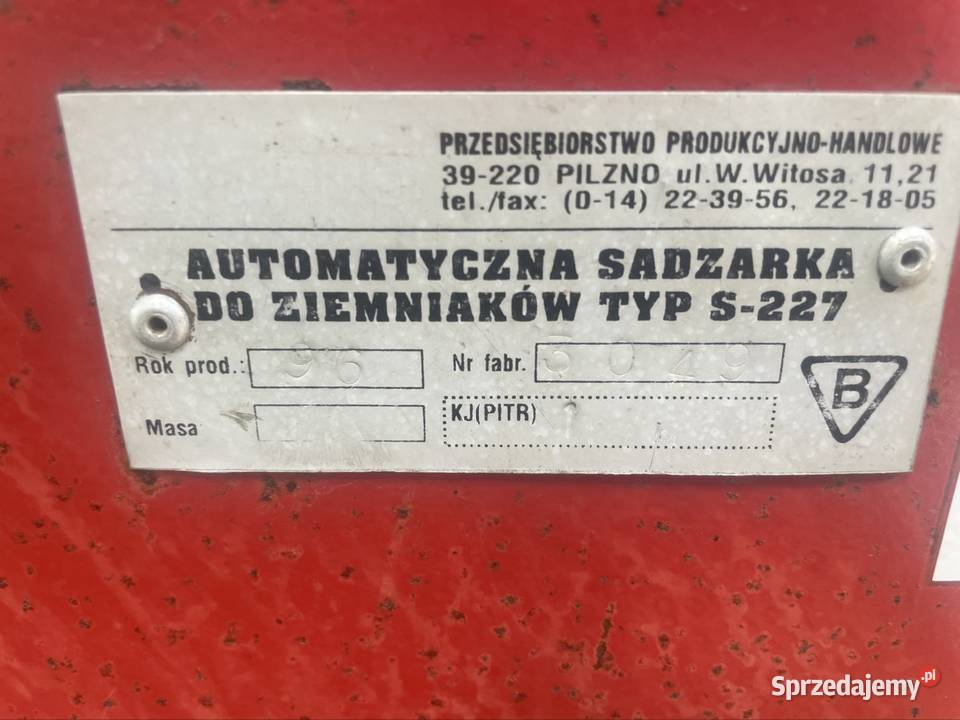 PRZEDSIĘBIORSTWO PRODUKCYJNO-HANDLOWE
39-220 PILZNO ul. W. Witosa 11,21
tel./fax: (0-14) 22-39-56, 22-18-05
AUTOMATYCZNA SADZARKA
DO ZIEMNIAKÓW TYP S-227
Rok prod.: 96 Nr fabr. 3029
Masa KJ(PITR)
B
Sprzedajemy.pl